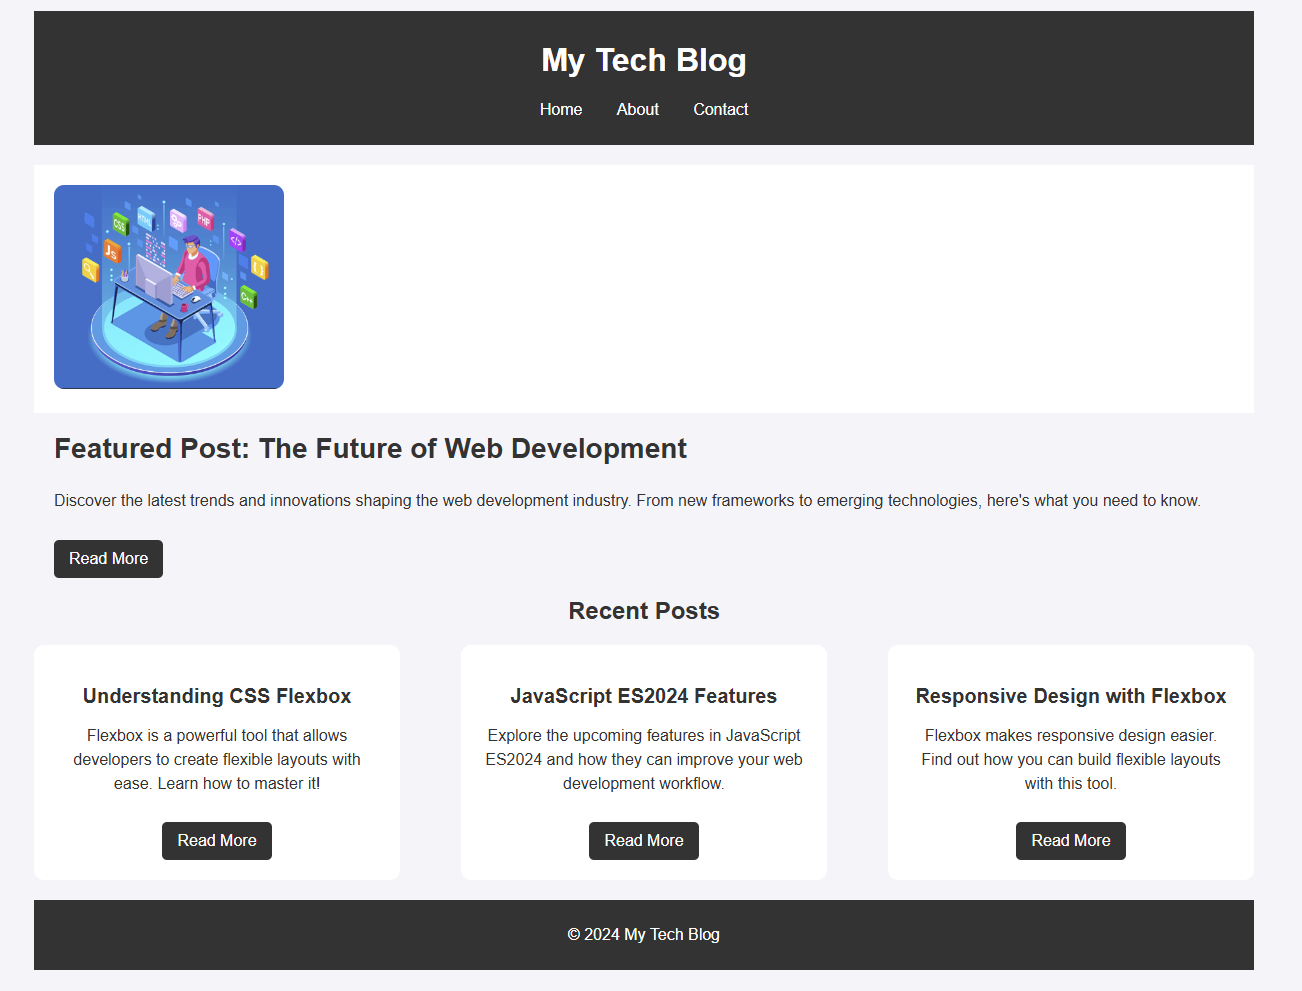 My Tech Blog
Home About Contact
CSS
HTML
PHP
JS
</>
{ }
C++
Featured Post: The Future of Web Development
Discover the latest trends and innovations shaping the web development industry. From new frameworks to emerging technologies, here's what you need to know.
Read More
Recent Posts
Understanding CSS Flexbox
Flexbox is a powerful tool that allows
developers to create flexible layouts with
ease. Learn how to master it!
Read More
JavaScript ES2024 Features
Explore the upcoming features in JavaScript
ES2024 and how they can improve your web
development workflow.
Read More
Responsive Design with Flexbox
Flexbox makes responsive design easier.
Find out how you can build flexible layouts
with this tool.
Read More
© 2024 My Tech Blog